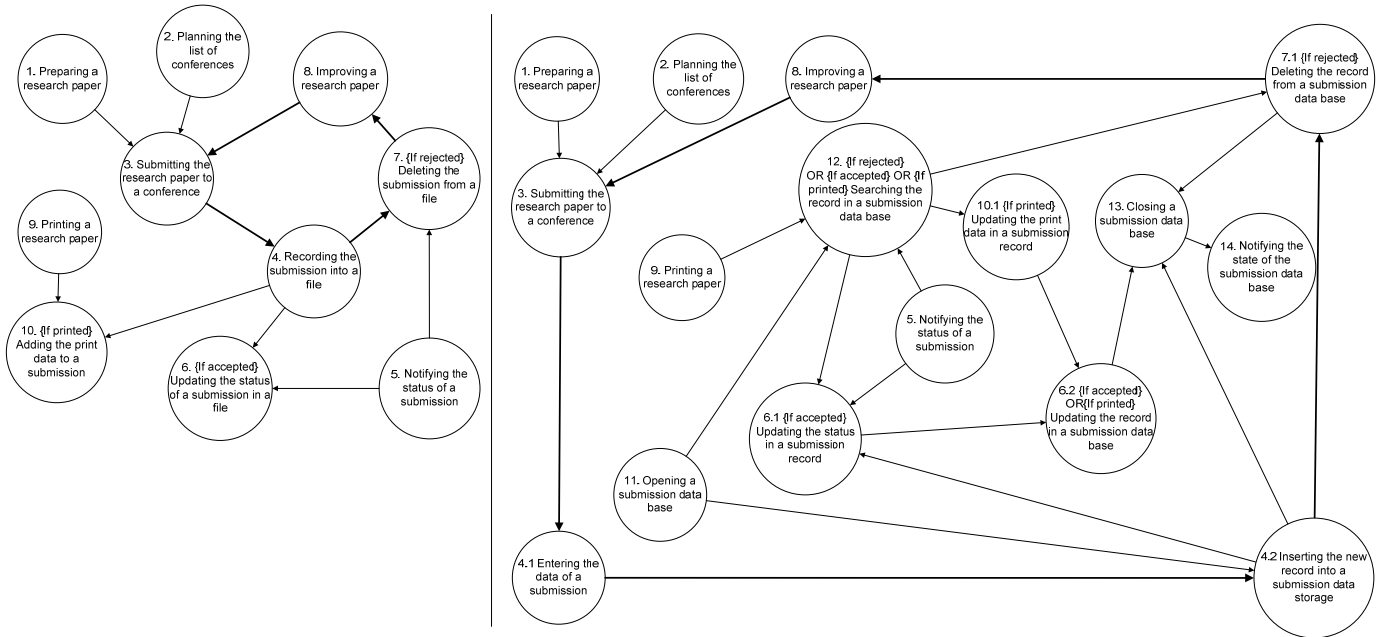 1. Preparing a
research paper
2. Planning the
list of
conferences
8. Improving a
research paper
3. Submitting the
research paper to
a conference
7. {If rejected}
Deleting the
submission from a
file
9. Printing a
research paper
4. Recording the
submission into a
file
10. {If printed}
Adding the print
data to a
submission
6. {If accepted}
Updating the status
of a submission in a
file
5. Notifying the
status of a
submission
1. Preparing a
research paper
2. Planning the
list of
conferences
8. Improving a
research paper
7.1 {If rejected}
Deleting the record
from a submission
data base
3. Submitting the
research paper to
a conference
12. {If rejected}
OR {If accepted} OR {If
printed} Searching the
record in a submission
data base
10.1 {If printed}
Updating the print
data in a submission
record
13. Closing a
submission data
base
14. Notifying the
state of the
submission data
base
9. Printing a
research paper
5. Notifying the
status of a
submission
6.1 {If accepted}
Updating the status
in a submission
record
6.2 {If accepted}
OR{If printed}
Updating the record
in a submission data
base
11. Opening a
submission data
base
4.1 Entering the
data of a
submission
4.2 Inserting the new
record into a
submission data
storage